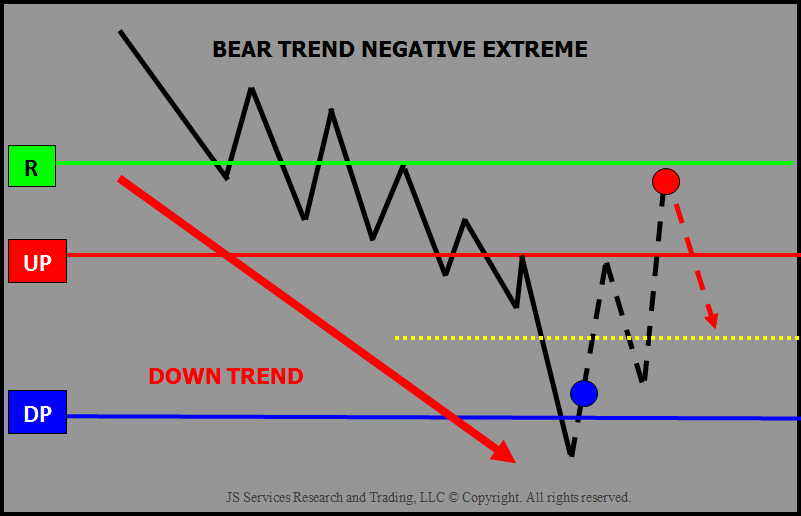 BEAR TREND NEGATIVE EXTREME
R
UP
DOWN TREND
DP
JS Services Research and Trading, LLC © Copyright. All rights reserved.